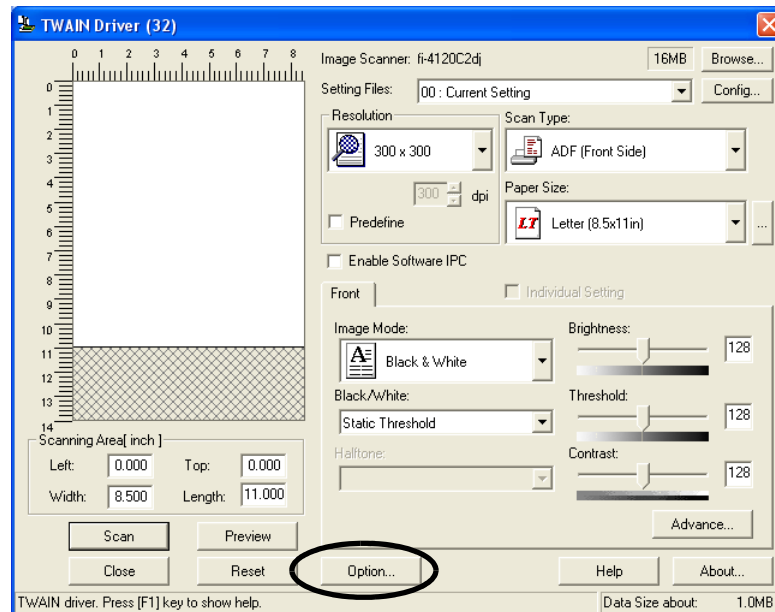 TWAIN Driver (32)
0 1 2 3 4 5 6 7 8
0
1
2
3
4
5
6
7
8
9
10
11
12
13
14
Scanning Area[ inch ]
Left: 0.000 Top: 0.000
Width: 8.500 Length: 11.000
Scan Preview
Close Reset
Image Scanner: fi-4120C2dj 16MB Browse...
Setting Files: 00 : Current Setting Config...
Resolution
300 x 300
300 dpi
Predefine
Scan Type:
ADF (Front Side)
Paper Size:
LT Letter (8.5x11in) ...
Enable Software IPC
Front Individual Setting
Image Mode:
Black & White
Black/White:
Static Threshold
Halftone:
Brightness:
128
Threshold:
128
Contrast:
128
Advance...
Option... Help About...
TWAIN driver. Press [F1] key to show help. Data Size about: 1.0MB